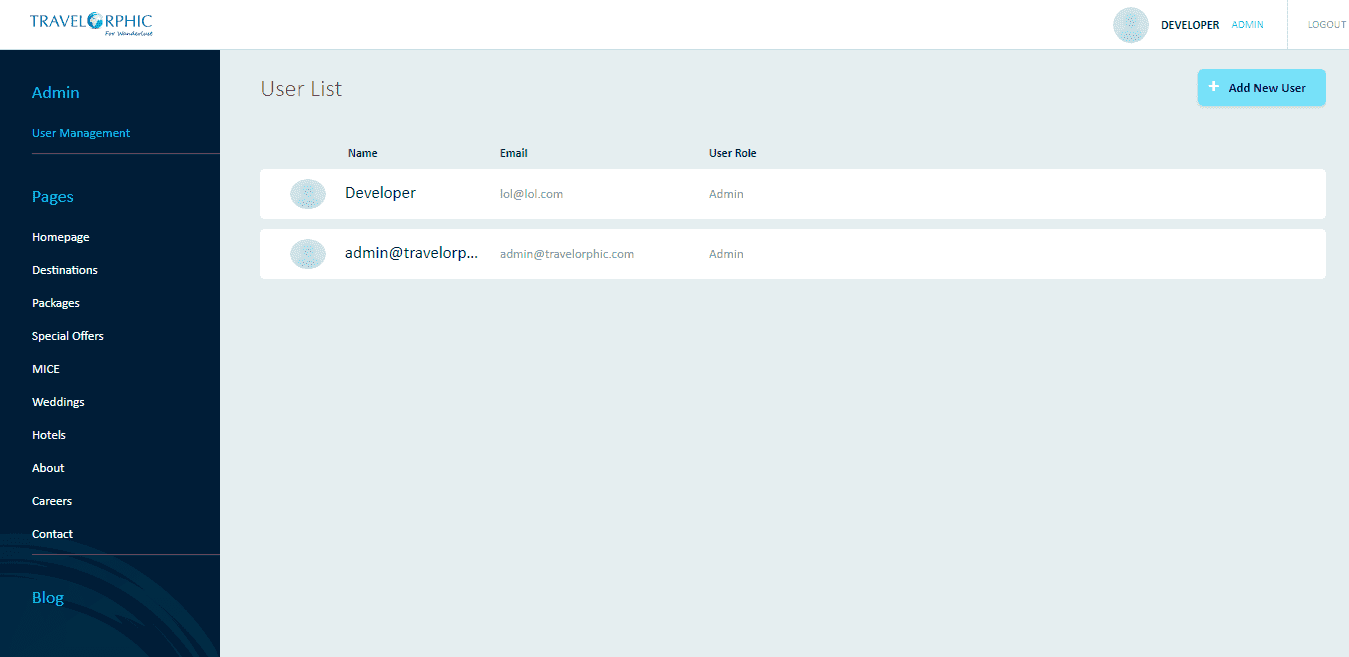 TRAVELORPHIC
For Wanderlust
DEVELOPER ADMIN LOGOUT
Admin
User Management
Pages
Homepage
Destinations
Packages
Special Offers
MICE
Weddings
Hotels
About
Careers
Contact
Blog
User List
+ Add New User
Name Email User Role
Developer lol@lol.com Admin
admin@travelorp... admin@travelorphic.com Admin